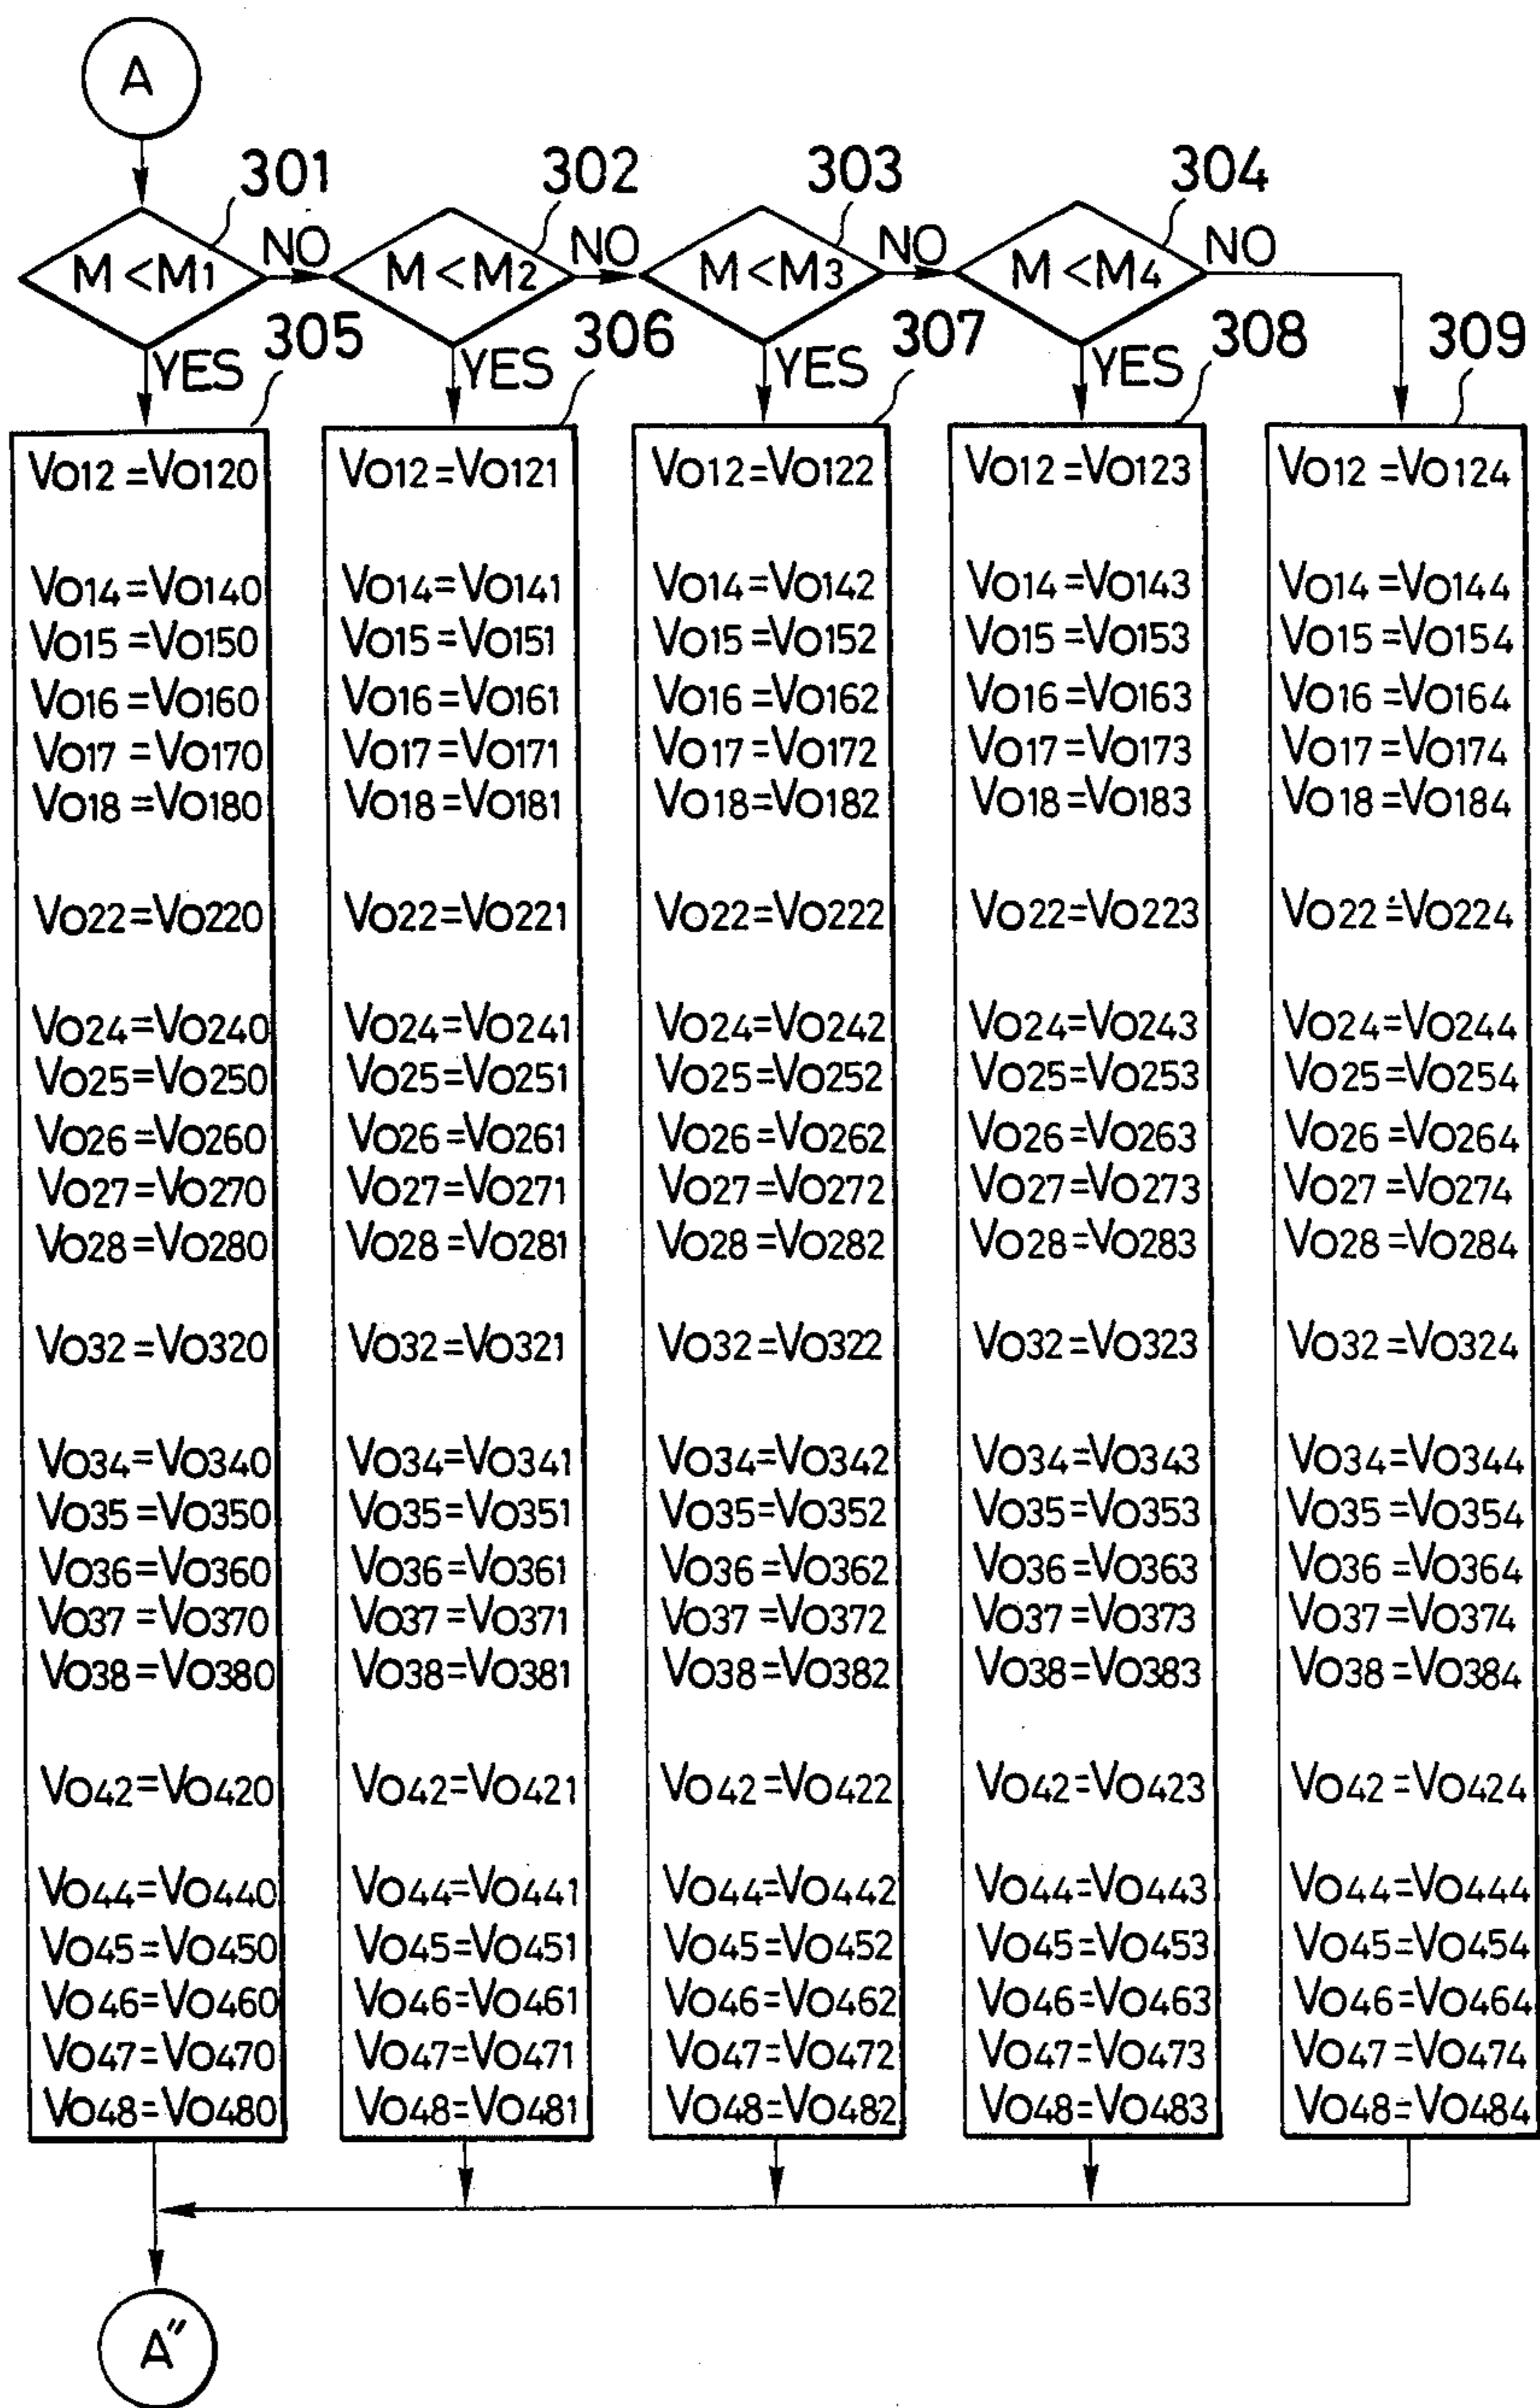 A
301 302 303 304
M<M1 NO M<M2 NO M<M3 NO M<M4 NO
305 306 307 308 309
YES YES YES YES
VO12=VO120 VO12=VO121 VO12=VO122 VO12=VO123 VO12=VO124
VO14=VO140 VO14=VO141 VO14=VO142 VO14=VO143 VO14=VO144
VO15=VO150 VO15=VO151 VO15=VO152 VO15=VO153 VO15=VO154
VO16=VO160 VO16=VO161 VO16=VO162 VO16=VO163 VO16=VO164
VO17=VO170 VO17=VO171 VO17=VO172 VO17=VO173 VO17=VO174
VO18=VO180 VO18=VO181 VO18=VO182 VO18=VO183 VO18=VO184
VO22=VO220 VO22=VO221 VO22=VO222 VO22=VO223 VO22=VO224
VO24=VO240 VO24=VO241 VO24=VO242 VO24=VO243 VO24=VO244
VO25=VO250 VO25=VO251 VO25=VO252 VO25=VO253 VO25=VO254
VO26=VO260 VO26=VO261 VO26=VO262 VO26=VO263 VO26=VO264
VO27=VO270 VO27=VO271 VO27=VO272 VO27=VO273 VO27=VO274
VO28=VO280 VO28=VO281 VO28=VO282 VO28=VO283 VO28=VO284
VO32=VO320 VO32=VO321 VO32=VO322 VO32=VO323 VO32=VO324
VO34=VO340 VO34=VO341 VO34=VO342 VO34=VO343 VO34=VO344
VO35=VO350 VO35=VO351 VO35=VO352 VO35=VO353 VO35=VO354
VO36=VO360 VO36=VO361 VO36=VO362 VO36=VO363 VO36=VO364
VO37=VO370 VO37=VO371 VO37=VO372 VO37=VO373 VO37=VO374
VO38=VO380 VO38=VO381 VO38=VO382 VO38=VO383 VO38=VO384
VO42=VO420 VO42=VO421 VO42=VO422 VO42=VO423 VO42=VO424
VO44=VO440 VO44=VO441 VO44=VO442 VO44=VO443 VO44=VO444
VO45=VO450 VO45=VO451 VO45=VO452 VO45=VO453 VO45=VO454
VO46=VO460 VO46=VO461 VO46=VO462 VO46=VO463 VO46=VO464
VO47=VO470 VO47=VO471 VO47=VO472 VO47=VO473 VO47=VO474
VO48=VO480 VO48=VO481 VO48=VO482 VO48=VO483 VO48=VO484
A″